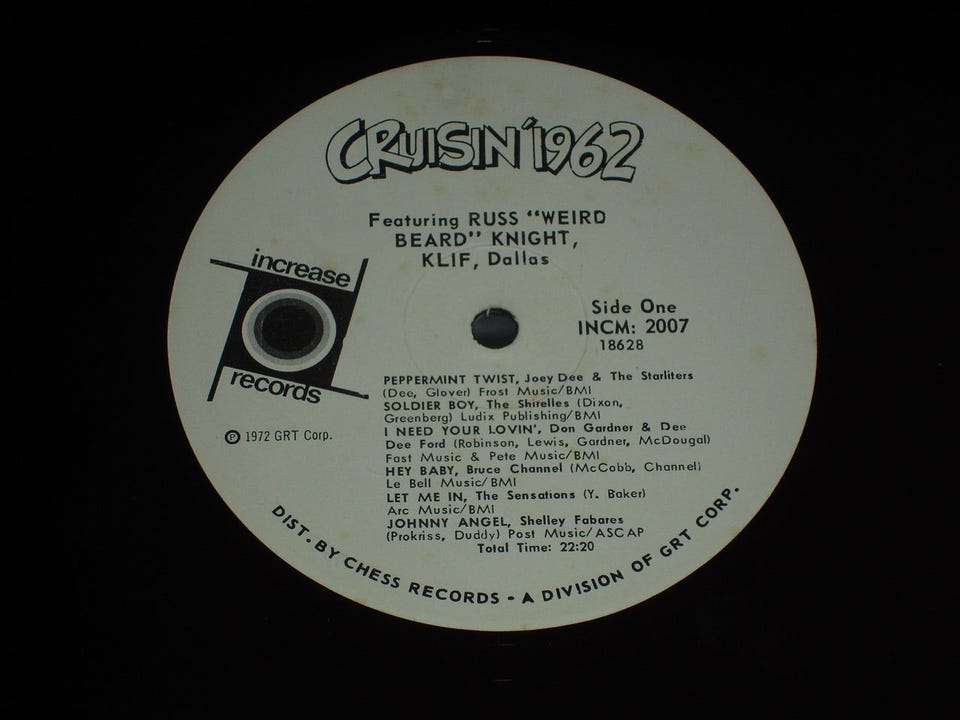 CRUISIN' 1962
Featuring RUSS "WEIRD
BEARD" KNIGHT,
KLIF, Dallas
increase
records
Side One
INCM: 2007
18628
℗ 1972 GRT Corp.
PEPPERMINT TWIST, Joey Dee & The Starliters
(Dee, Glover) Frost Music/BMI
SOLDIER BOY, The Shirelles (Dixon,
Greenberg) Ludix Publishing/BMI
I NEED YOUR LOVIN', Don Gardner & Dee
Dee Ford (Robinson, Lewis, Gardner, McDougal)
Fast Music & Pete Music/BMI
HEY BABY, Bruce Channel (McCobb, Channel)
Le Bell Music/BMI
LET ME IN, The Sensations (Y. Baker)
Arc Music/BMI
JOHNNY ANGEL, Shelley Fabares
(Prokriss, Duddy) Post Music/ASCAP
Total Time: 22:20
DIST. BY CHESS RECORDS - A DIVISION OF GRT CORP.